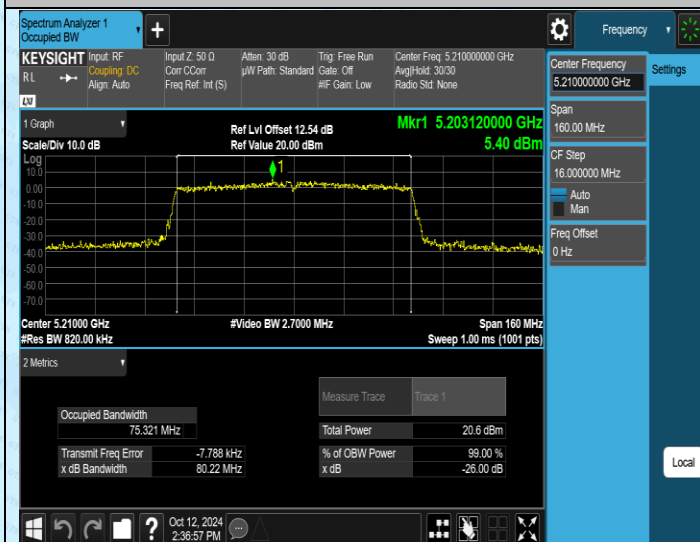 Spectrum Analyzer 1
Occupied BW
Frequency
KEYSIGHT
RL
LXI
Input: RF
Coupling: DC
Align: Auto
Input Z: 50 Ω
Corr CCorr
Freq Ref: Int (S)
Atten: 30 dB
µW Path: Standard
Trig: Free Run
Gate: Off
#IF Gain: Low
Center Freq: 5.210000000 GHz
Avg|Hold: 30/30
Radio Std: None
Center Frequency
5.210000000 GHz
Settings
Span
160.00 MHz
CF Step
16.000000 MHz
Auto
Man
Freq Offset
0 Hz
Local
1 Graph
Scale/Div 10.0 dB
Ref Lvl Offset 12.54 dB
Ref Value 20.00 dBm
Mkr1 5.203120000 GHz
5.40 dBm
Log
10.0
0.00
-10.0
-20.0
-30.0
-40.0
-50.0
-60.0
-70.0
1
Center 5.21000 GHz
#Video BW 2.7000 MHz
Span 160 MHz
#Res BW 820.00 kHz
Sweep 1.00 ms (1001 pts)
2 Metrics
Measure Trace
Trace 1
Occupied Bandwidth
75.321 MHz
Total Power
20.6 dBm
Transmit Freq Error
-7.788 kHz
% of OBW Power
99.00 %
x dB Bandwidth
80.22 MHz
x dB
-26.00 dB
Oct 12, 2024
2:36:57 PM